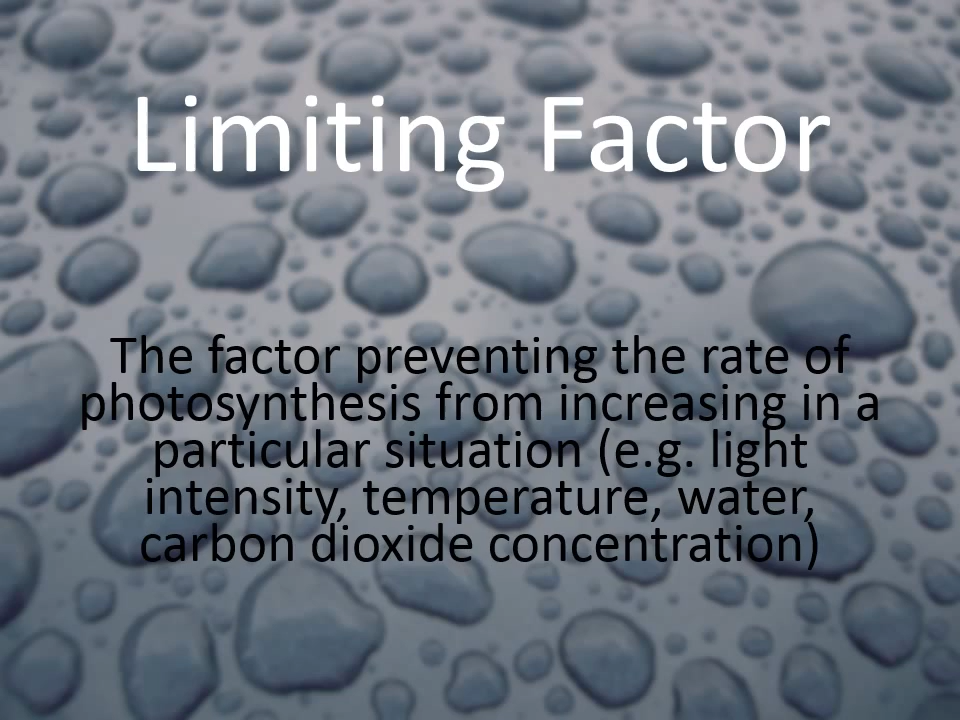 Limiting Factor
The factor preventing the rate of
photosynthesis from increasing in a
particular situation (e.g. light
intensity, temperature, water,
carbon dioxide concentration)